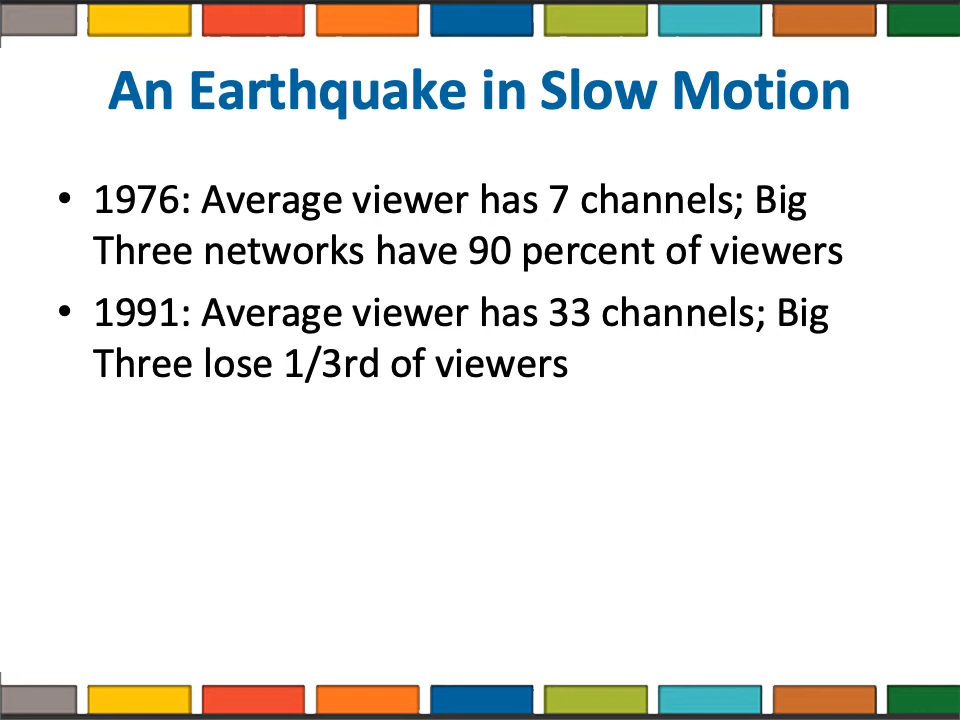 An Earthquake in Slow Motion
• 1976: Average viewer has 7 channels; Big
Three networks have 90 percent of viewers
• 1991: Average viewer has 33 channels; Big
Three lose 1/3rd of viewers